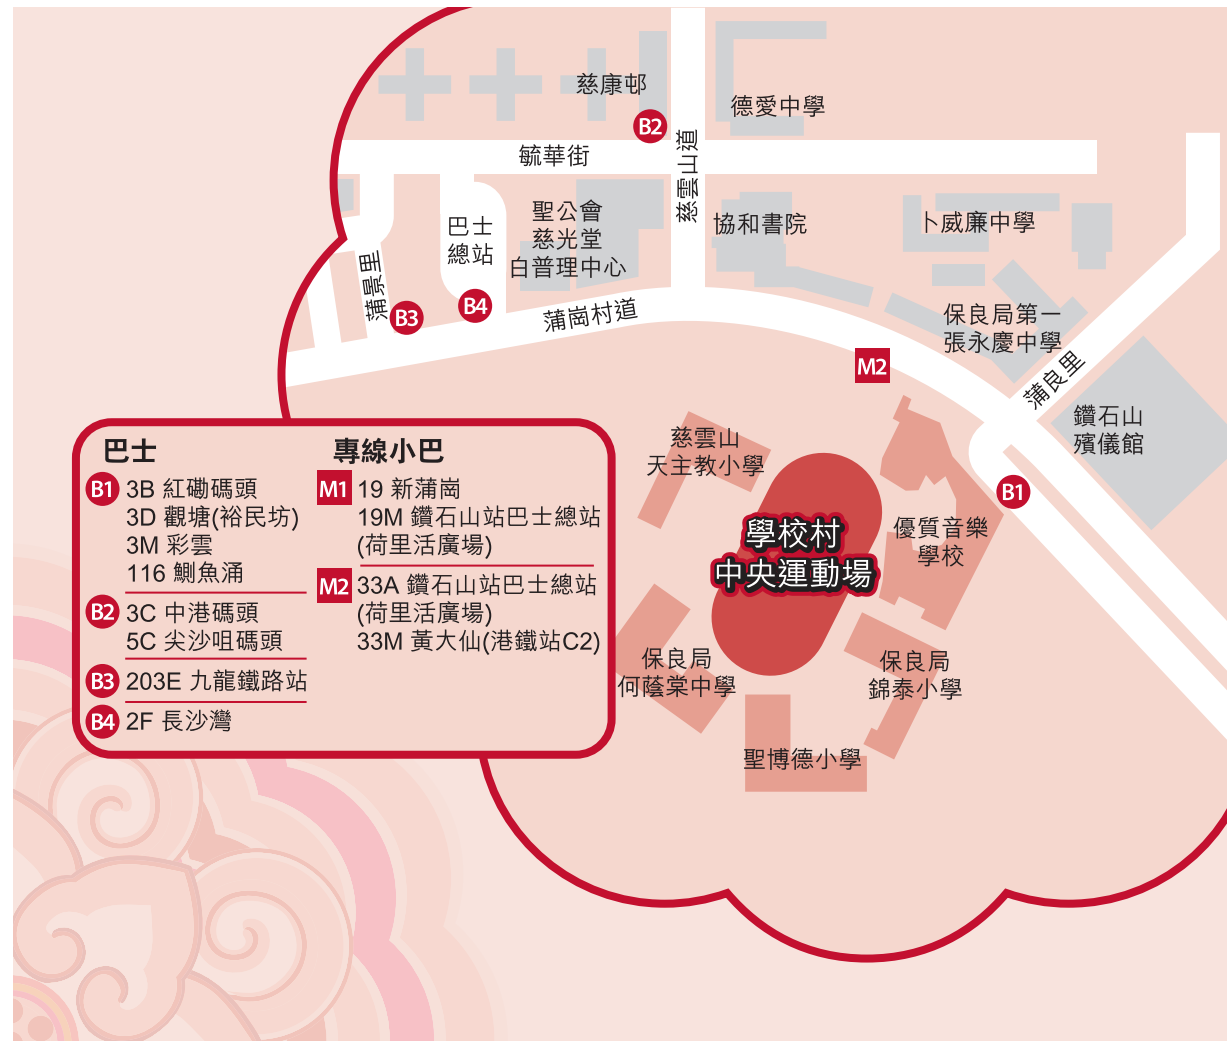 慈康邨
德愛中學
B2
毓華街
慈雲山道
聖公會
慈光堂
白普理中心
巴士
總站
協和書院
卜威廉中學
蒲景里
B3
B4
蒲崗村道
保良局第一
張永慶中學
M2
蒲良里
鑽石山
殯儀館
慈雲山
天主教小學
B1
學校村
中央運動場
優質音樂
學校
保良局
何蔭棠中學
保良局
錦泰小學
聖博德小學
巴士
B1 3B 紅磡碼頭
3D 觀塘(裕民坊)
3M 彩雲
116 鰂魚涌
B2 3C 中港碼頭
5C 尖沙咀碼頭
B3 203E 九龍鐵路站
B4 2F 長沙灣
專線小巴
M1 19 新蒲崗
19M 鑽石山站巴士總站
(荷里活廣場)
M2 33A 鑽石山站巴士總站
(荷里活廣場)
33M 黃大仙(港鐵站C2)